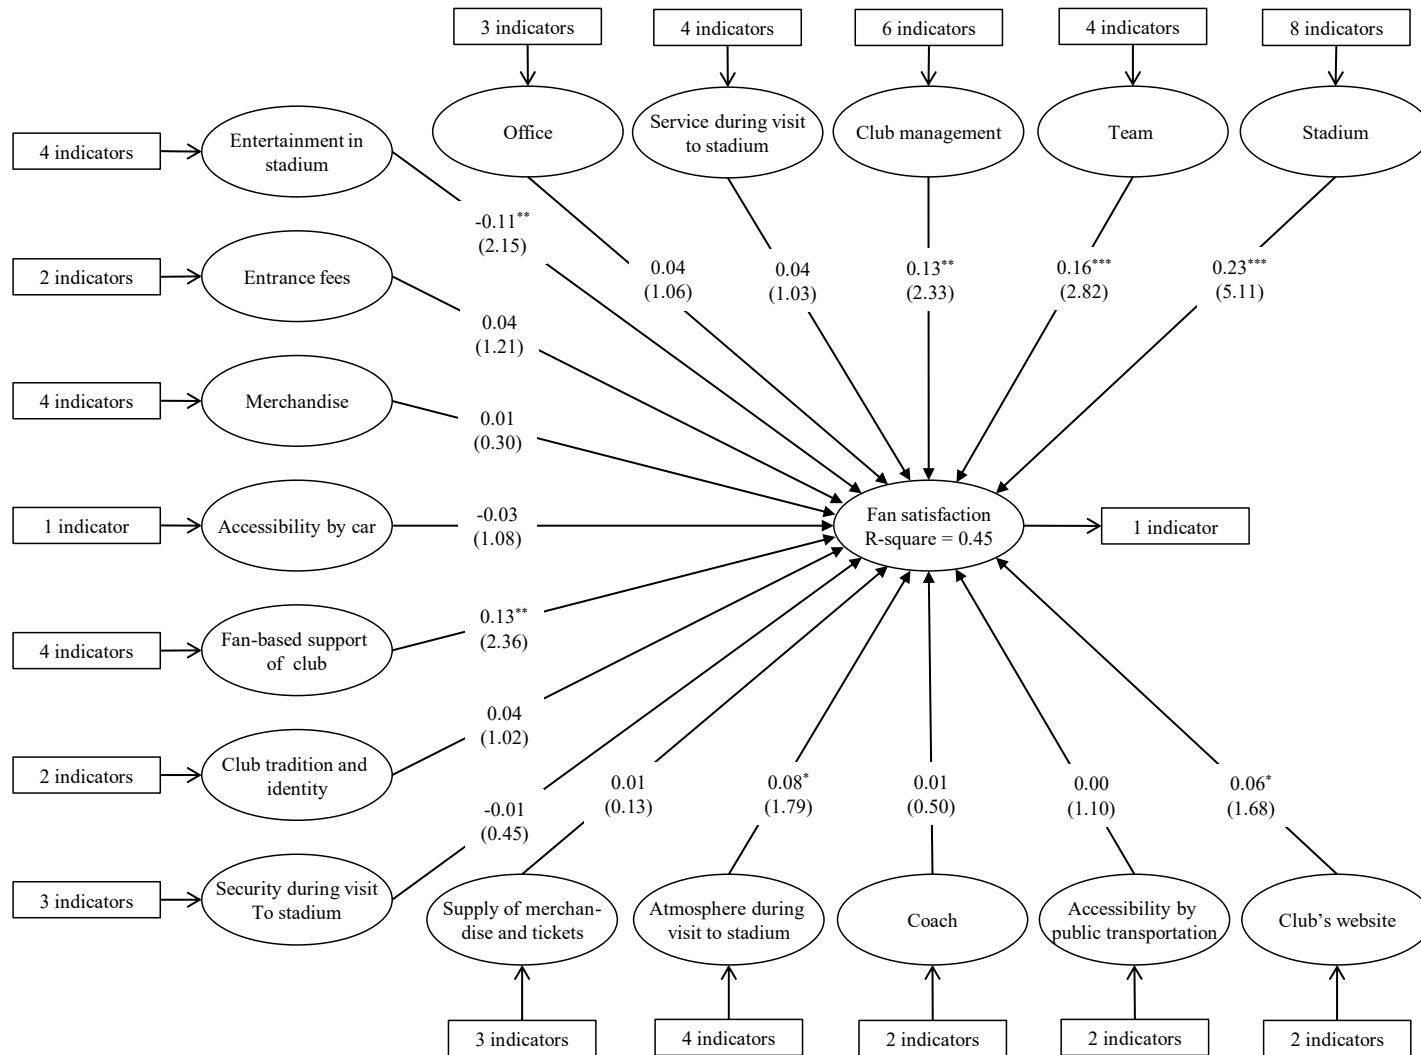 3 indicators
4 indicators
6 indicators
4 indicators
8 indicators
Office
Service during visit
to stadium
Club management
Team
Stadium
4 indicators
Entertainment in
stadium
-0.11**
(2.15)
2 indicators
Entrance fees
0.04
(1.21)
0.04
(1.06)
0.04
(1.03)
0.13**
(2.33)
0.16***
(2.82)
0.23***
(5.11)
4 indicators
Merchandise
0.01
(0.30)
1 indicator
Accessibility by car
-0.03
(1.08)
Fan satisfaction
R-square = 0.45
1 indicator
4 indicators
Fan-based support
of club
0.13**
(2.36)
2 indicators
Club tradition and
identity
0.04
(1.02)
3 indicators
Security during visit
To stadium
-0.01
(0.45)
0.01
(0.13)
0.08*
(1.79)
0.01
(0.50)
0.00
(1.10)
0.06*
(1.68)
Supply of merchan-
dise and tickets
Atmosphere during
visit to stadium
Coach
Accessibility by
public transportation
Club's website
3 indicators
4 indicators
2 indicators
2 indicators
2 indicators